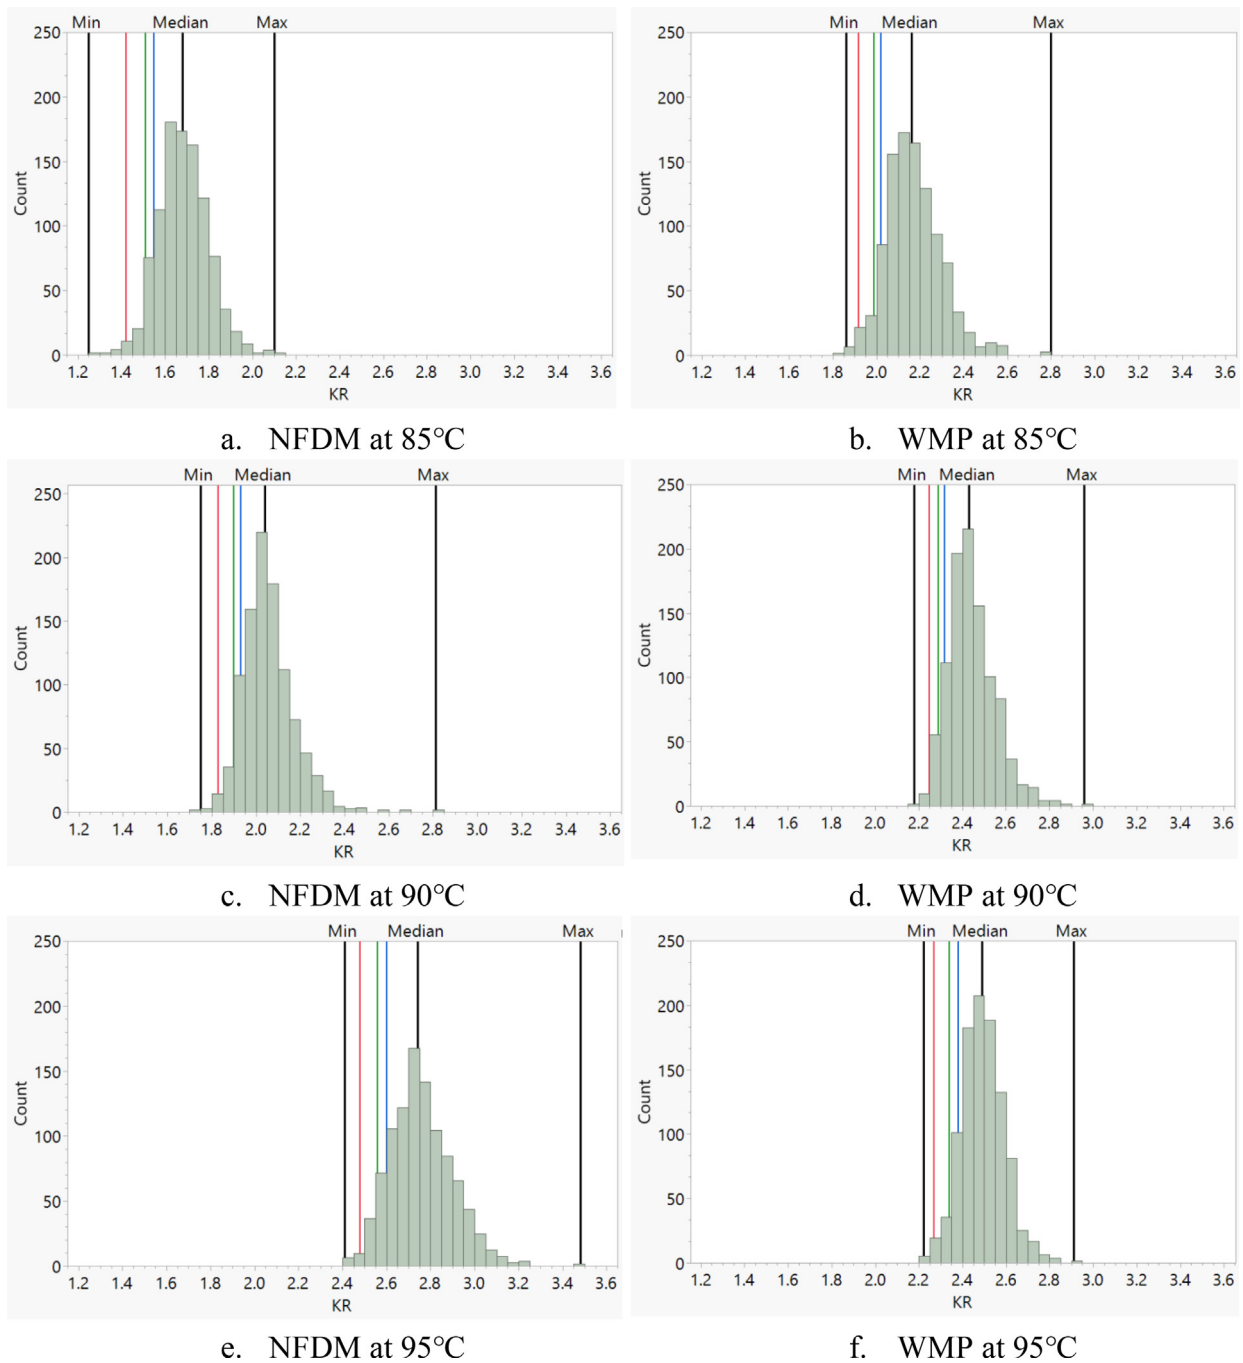 Min Median Max
250
200
150
100
50
0
Count
1.2 1.4 1.6 1.8 2.0 2.2 2.4 2.6 2.8 3.0 3.2 3.4 3.6
KR
a. NFDM at 85°C
Min Median Max
250
200
150
100
50
0
Count
1.2 1.4 1.6 1.8 2.0 2.2 2.4 2.6 2.8 3.0 3.2 3.4 3.6
KR
b. WMP at 85°C
Min Median Max
250
200
150
100
50
0
Count
1.2 1.4 1.6 1.8 2.0 2.2 2.4 2.6 2.8 3.0 3.2 3.4 3.6
KR
c. NFDM at 90°C
Min Median Max
250
200
150
100
50
0
Count
1.2 1.4 1.6 1.8 2.0 2.2 2.4 2.6 2.8 3.0 3.2 3.4 3.6
KR
d. WMP at 90°C
Min Median Max
250
200
150
100
50
0
Count
1.2 1.4 1.6 1.8 2.0 2.2 2.4 2.6 2.8 3.0 3.2 3.4 3.6
KR
e. NFDM at 95°C
Min Median Max
250
200
150
100
50
0
Count
1.2 1.4 1.6 1.8 2.0 2.2 2.4 2.6 2.8 3.0 3.2 3.4 3.6
KR
f. WMP at 95°C